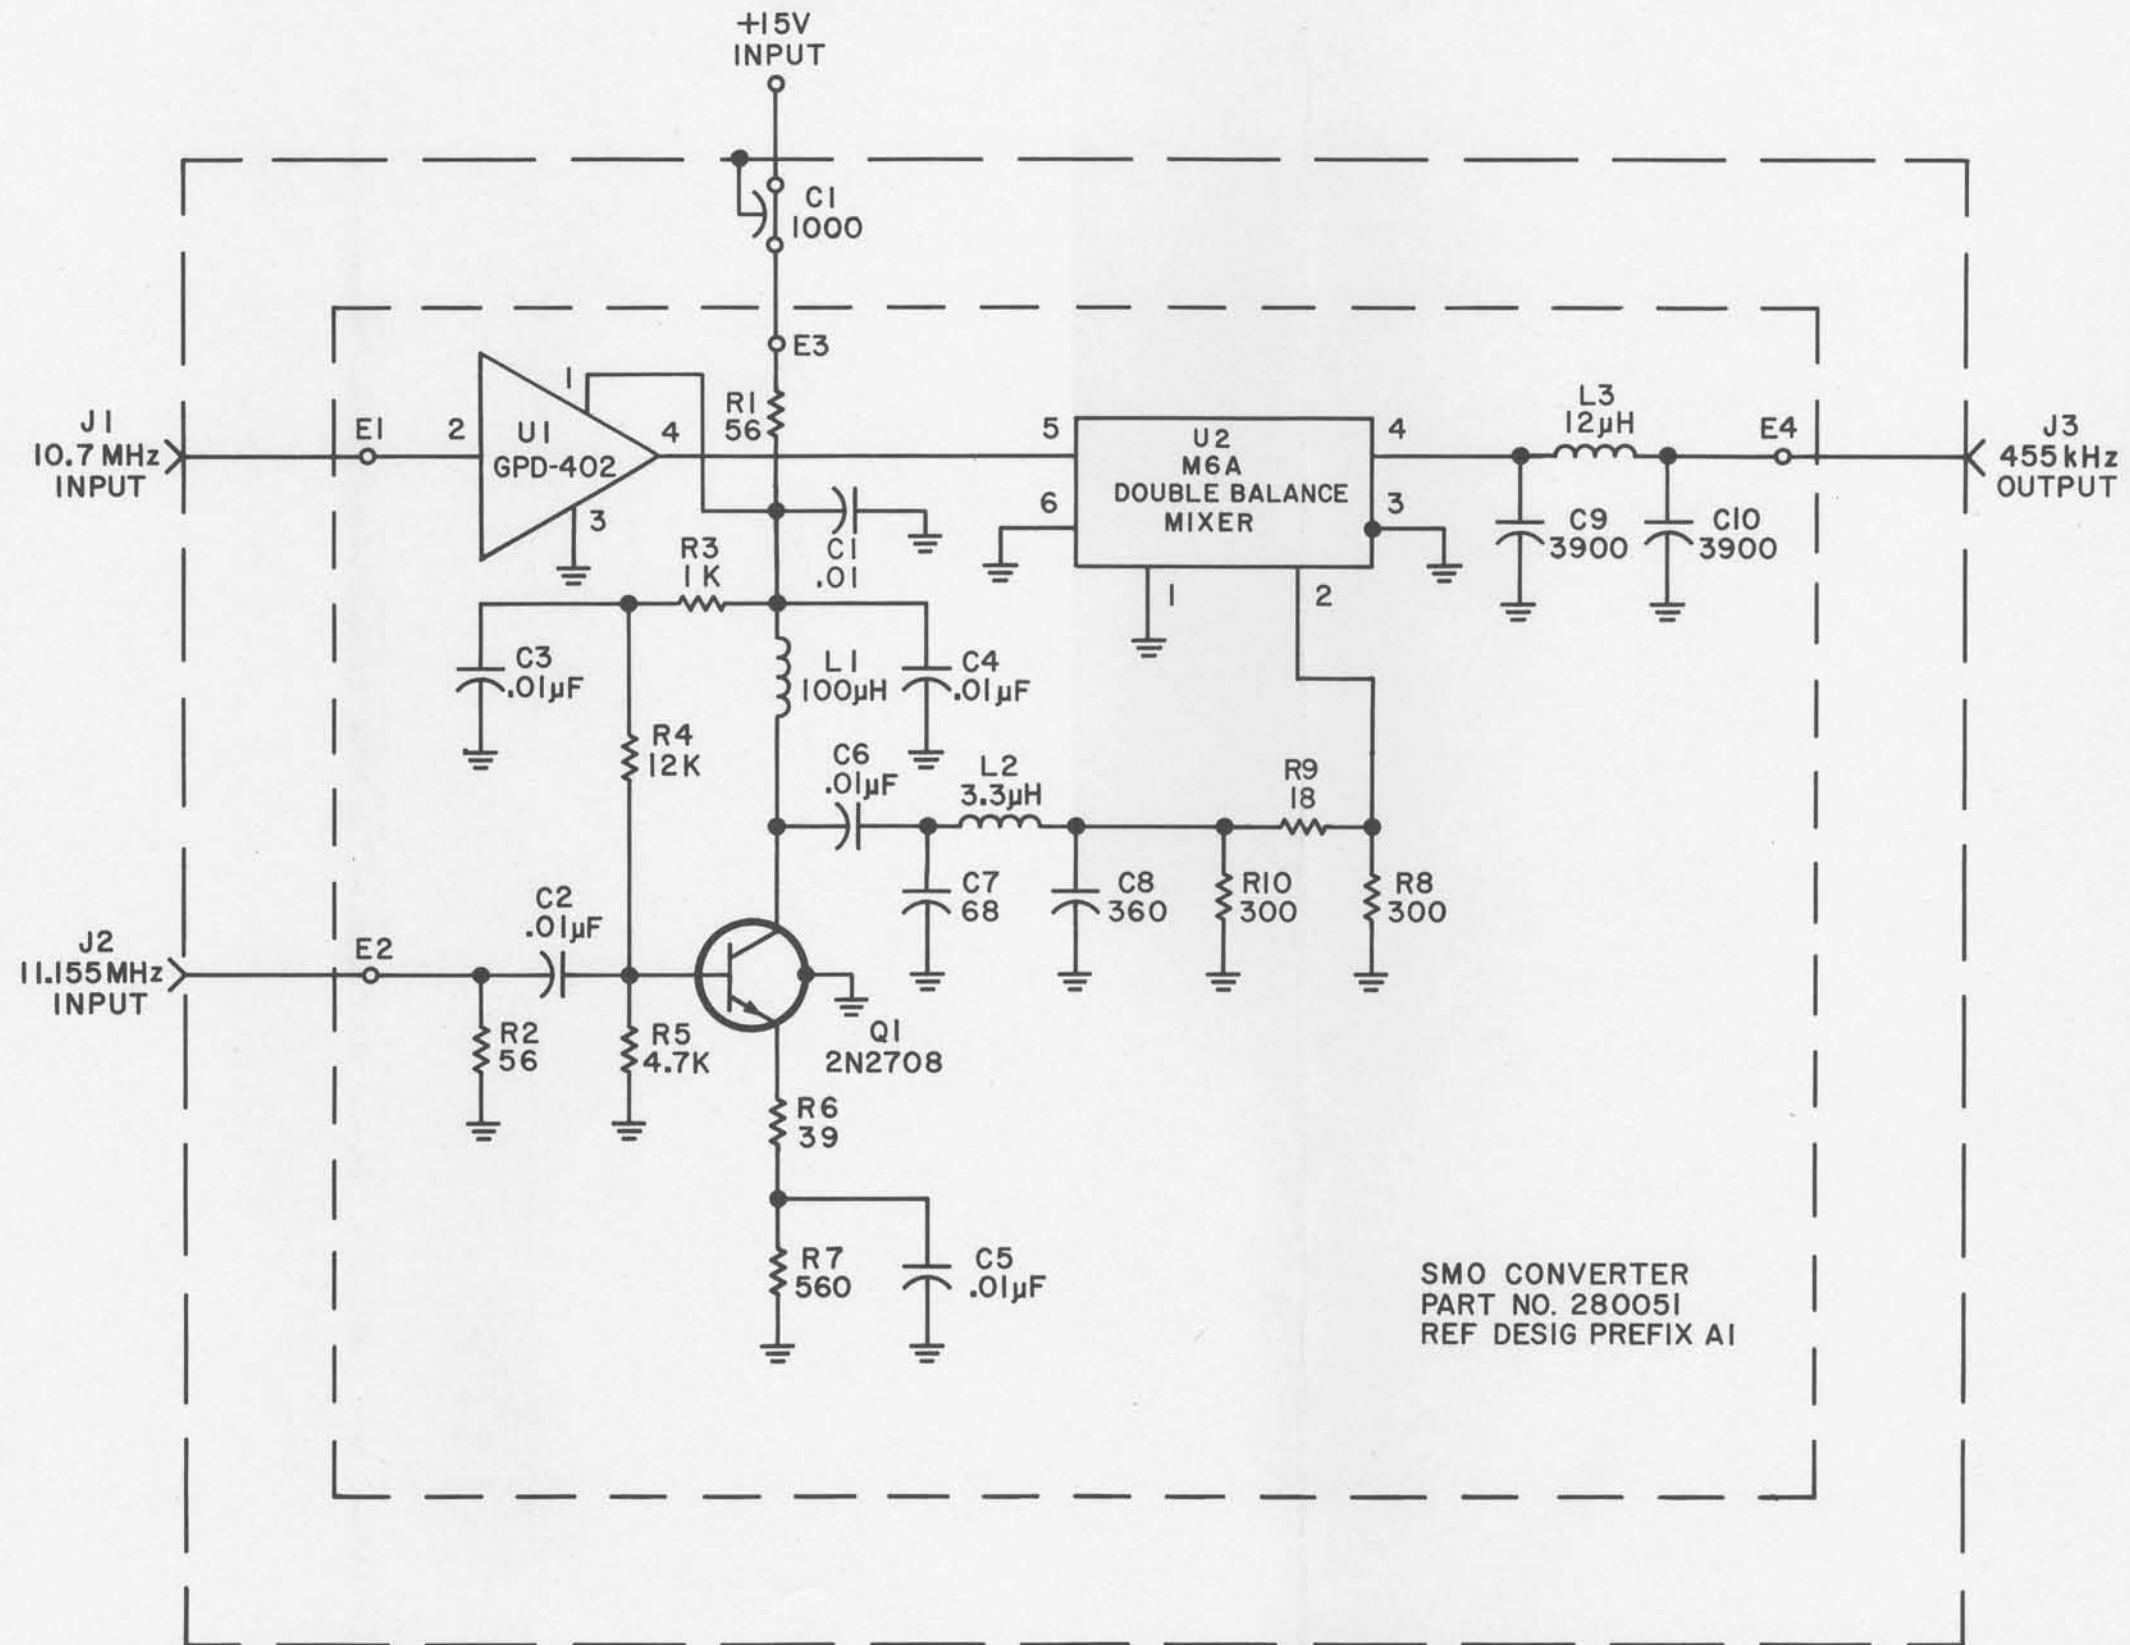 +15V
INPUT
C1
1000
E3
R1
56
J1
10.7 MHz
INPUT
E1
2
1
U1
GPD-402
4
3
5
6
U2
M6A
DOUBLE BALANCE
MIXER
4
3
1
2
L3
12µH
E4
J3
455kHz
OUTPUT
C9
3900
C10
3900
C1
.01
R3
1K
C3
.01µF
L1
100µH
C4
.01µF
R4
12K
C6
.01µF
L2
3.3µH
R9
18
C7
68
C8
360
R10
300
R8
300
J2
11.155MHz
INPUT
E2
C2
.01µF
R2
56
R5
4.7K
Q1
2N2708
R6
39
R7
560
C5
.01µF
SMO CONVERTER
PART NO. 280051
REF DESIG PREFIX A1